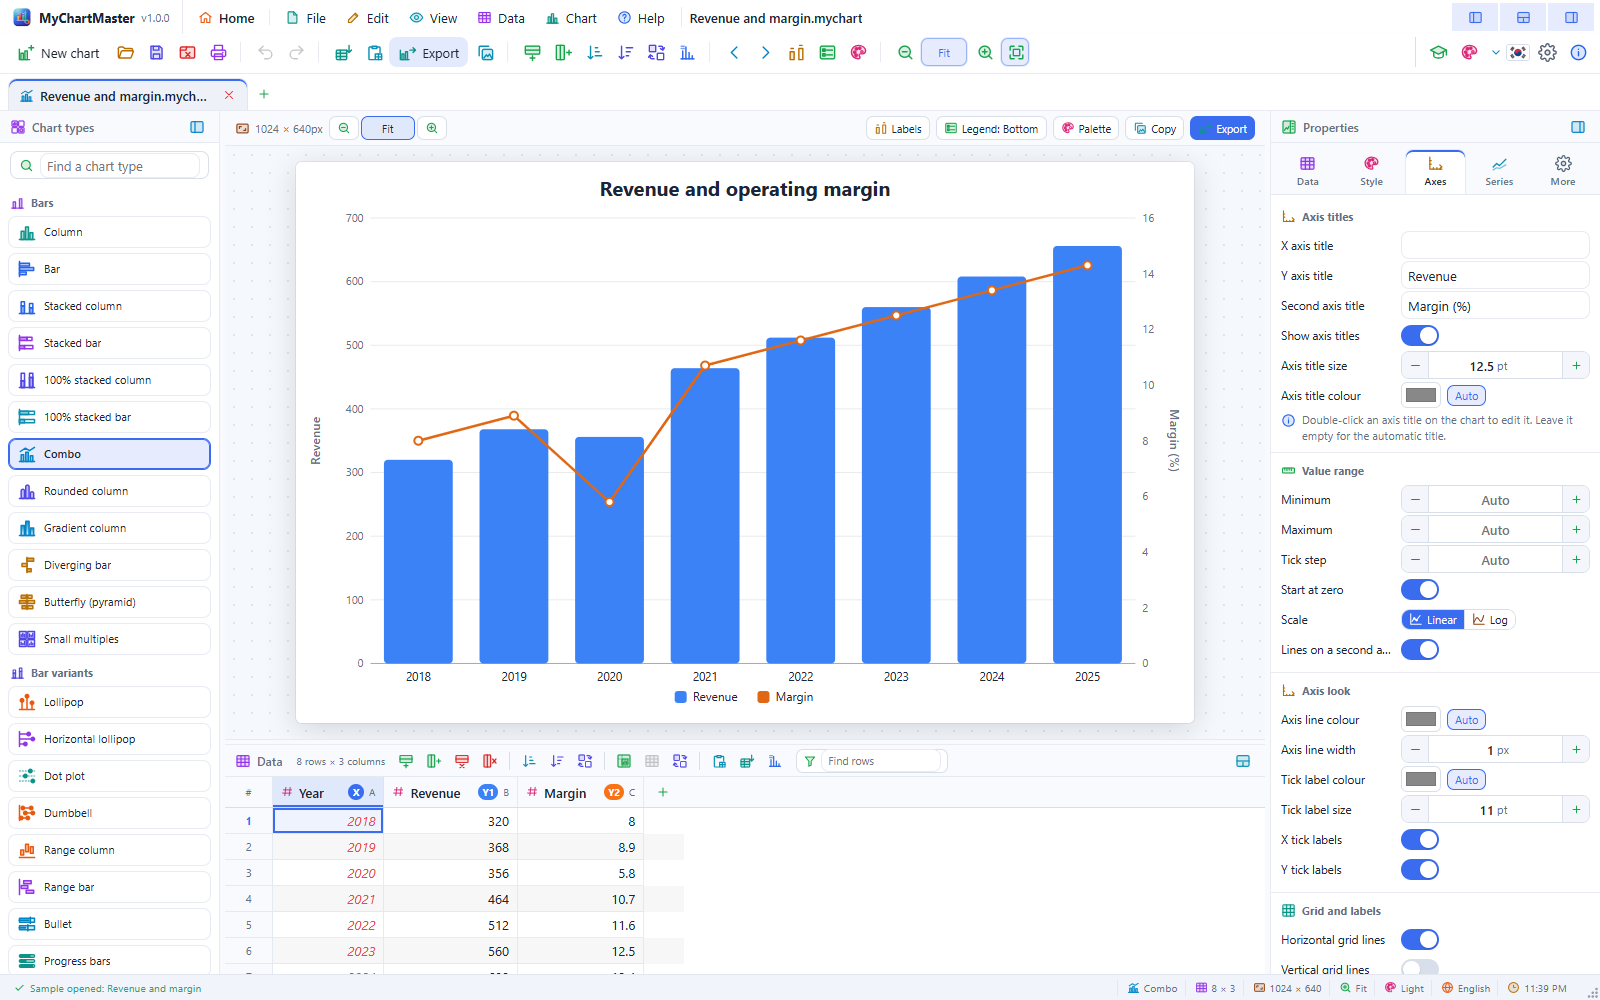 MyChartMaster v1.0.0 Home File Edit View Data Chart Help Revenue and margin.mychart
New chart Export Fit
Revenue and margin.mych...
Chart types
Find a chart type
Bars
Column
Bar
Stacked column
Stacked bar
100% stacked column
100% stacked bar
Combo
Rounded column
Gradient column
Diverging bar
Butterfly (pyramid)
Small multiples
Bar variants
Lollipop
Horizontal lollipop
Dot plot
Dumbbell
Range column
Range bar
Bullet
Progress bars
1024 × 640px Fit Labels Legend: Bottom Palette Copy Export
Revenue and operating margin
700 16
600 14
500 12
400 10
300 8
200 6
100 4
0 2
0
Revenue
Margin (%)
2018 2019 2020 2021 2022 2023 2024 2025
Revenue Margin
Data 8 rows × 3 columns Find rows
# # Year X A # Revenue Y1 B # Margin Y2 C
1 2018 320 8
2 2019 368 8.9
3 2020 356 5.8
4 2021 464 10.7
5 2022 512 11.6
6 2023 560 12.5
Properties
Data Style Axes Series More
Axis titles
X axis title
Y axis title Revenue
Second axis title Margin (%)
Show axis titles
Axis title size 12.5 pt
Axis title colour Auto
Double-click an axis title on the chart to edit it. Leave it
empty for the automatic title.
Value range
Minimum Auto
Maximum Auto
Tick step Auto
Start at zero
Scale Linear Log
Lines on a second a...
Axis look
Axis line colour Auto
Axis line width 1 px
Tick label colour Auto
Tick label size 11 pt
X tick labels
Y tick labels
Grid and labels
Horizontal grid lines
Vertical grid lines
Sample opened: Revenue and margin Combo 8 × 3 1024 × 640 Fit Light English 11:39 PM